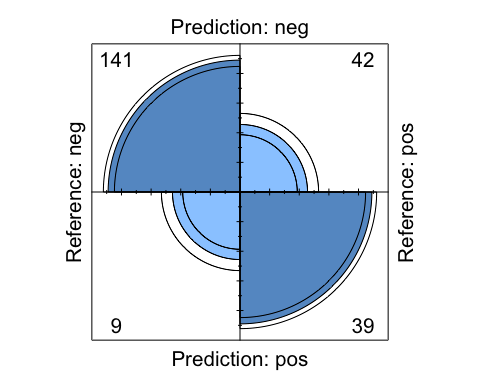 Prediction: neg
141
42
Reference: neg
Reference: pos
9
39
Prediction: pos